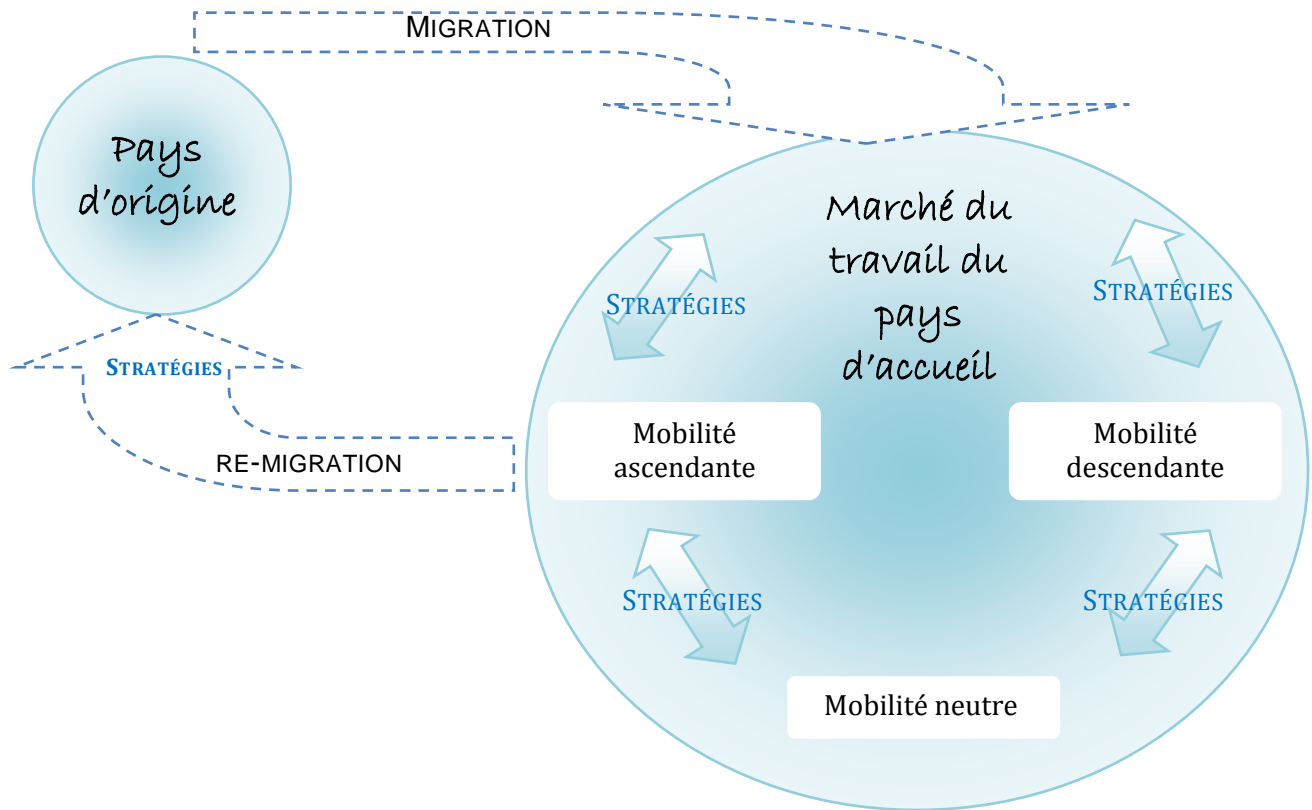 MIGRATION
Pays
d'origine
Marché du
travail du
pays
d'accueil
STRATÉGIES
STRATÉGIES
STRATÉGIES
RE-MIGRATION
Mobilité
ascendante
Mobilité
descendante
STRATÉGIES
STRATÉGIES
Mobilité neutre